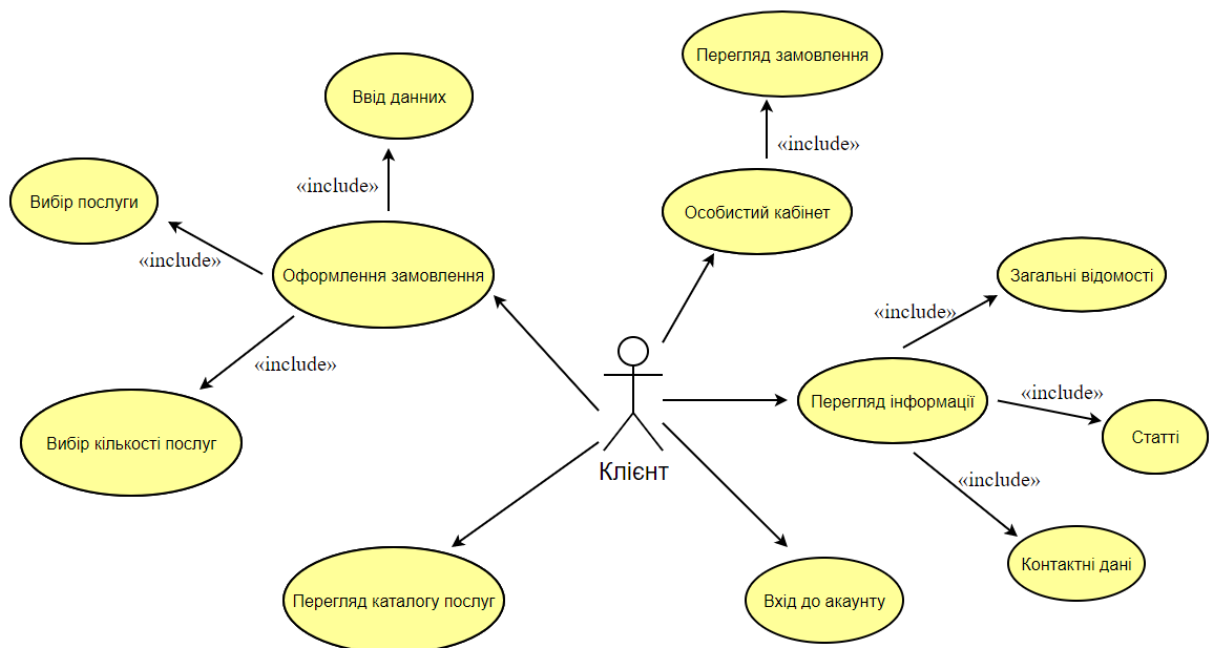 Перегляд замовлення
Ввід данних
«include»
«include»
Вибір послуги
Особистий кабінет
«include»
Оформлення замовлення
Загальні відомості
«include»
«include»
«include»
Перегляд інформації
Статті
Вибір кількості послуг
Клієнт
«include»
Контактні дані
Перегляд каталогу послуг
Вхід до акаунту